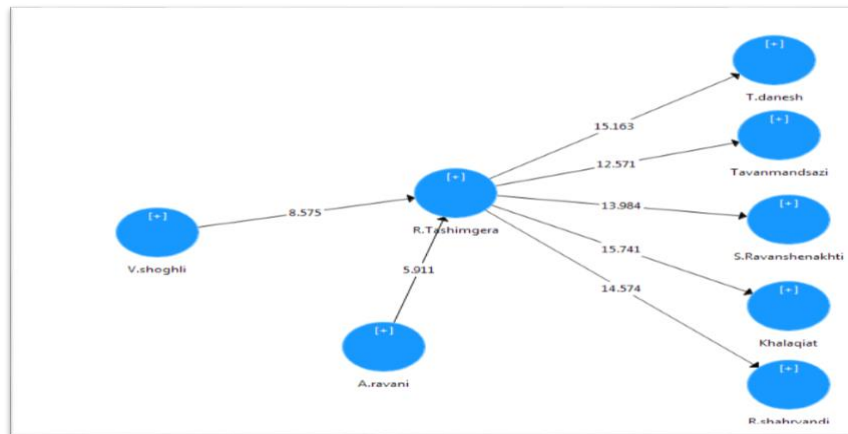 [+]
T.danesh
15.163
[+]
12.571
Tavanmandsazi
[+]
R.Tashimgera
[+]
13.984
S.Ravanshenakhti
[+]
8.575
V.shoghli
15.741
5.911
14.574
[+]
Khalaqiat
[+]
A.ravani
[+]
R.shahrvandi